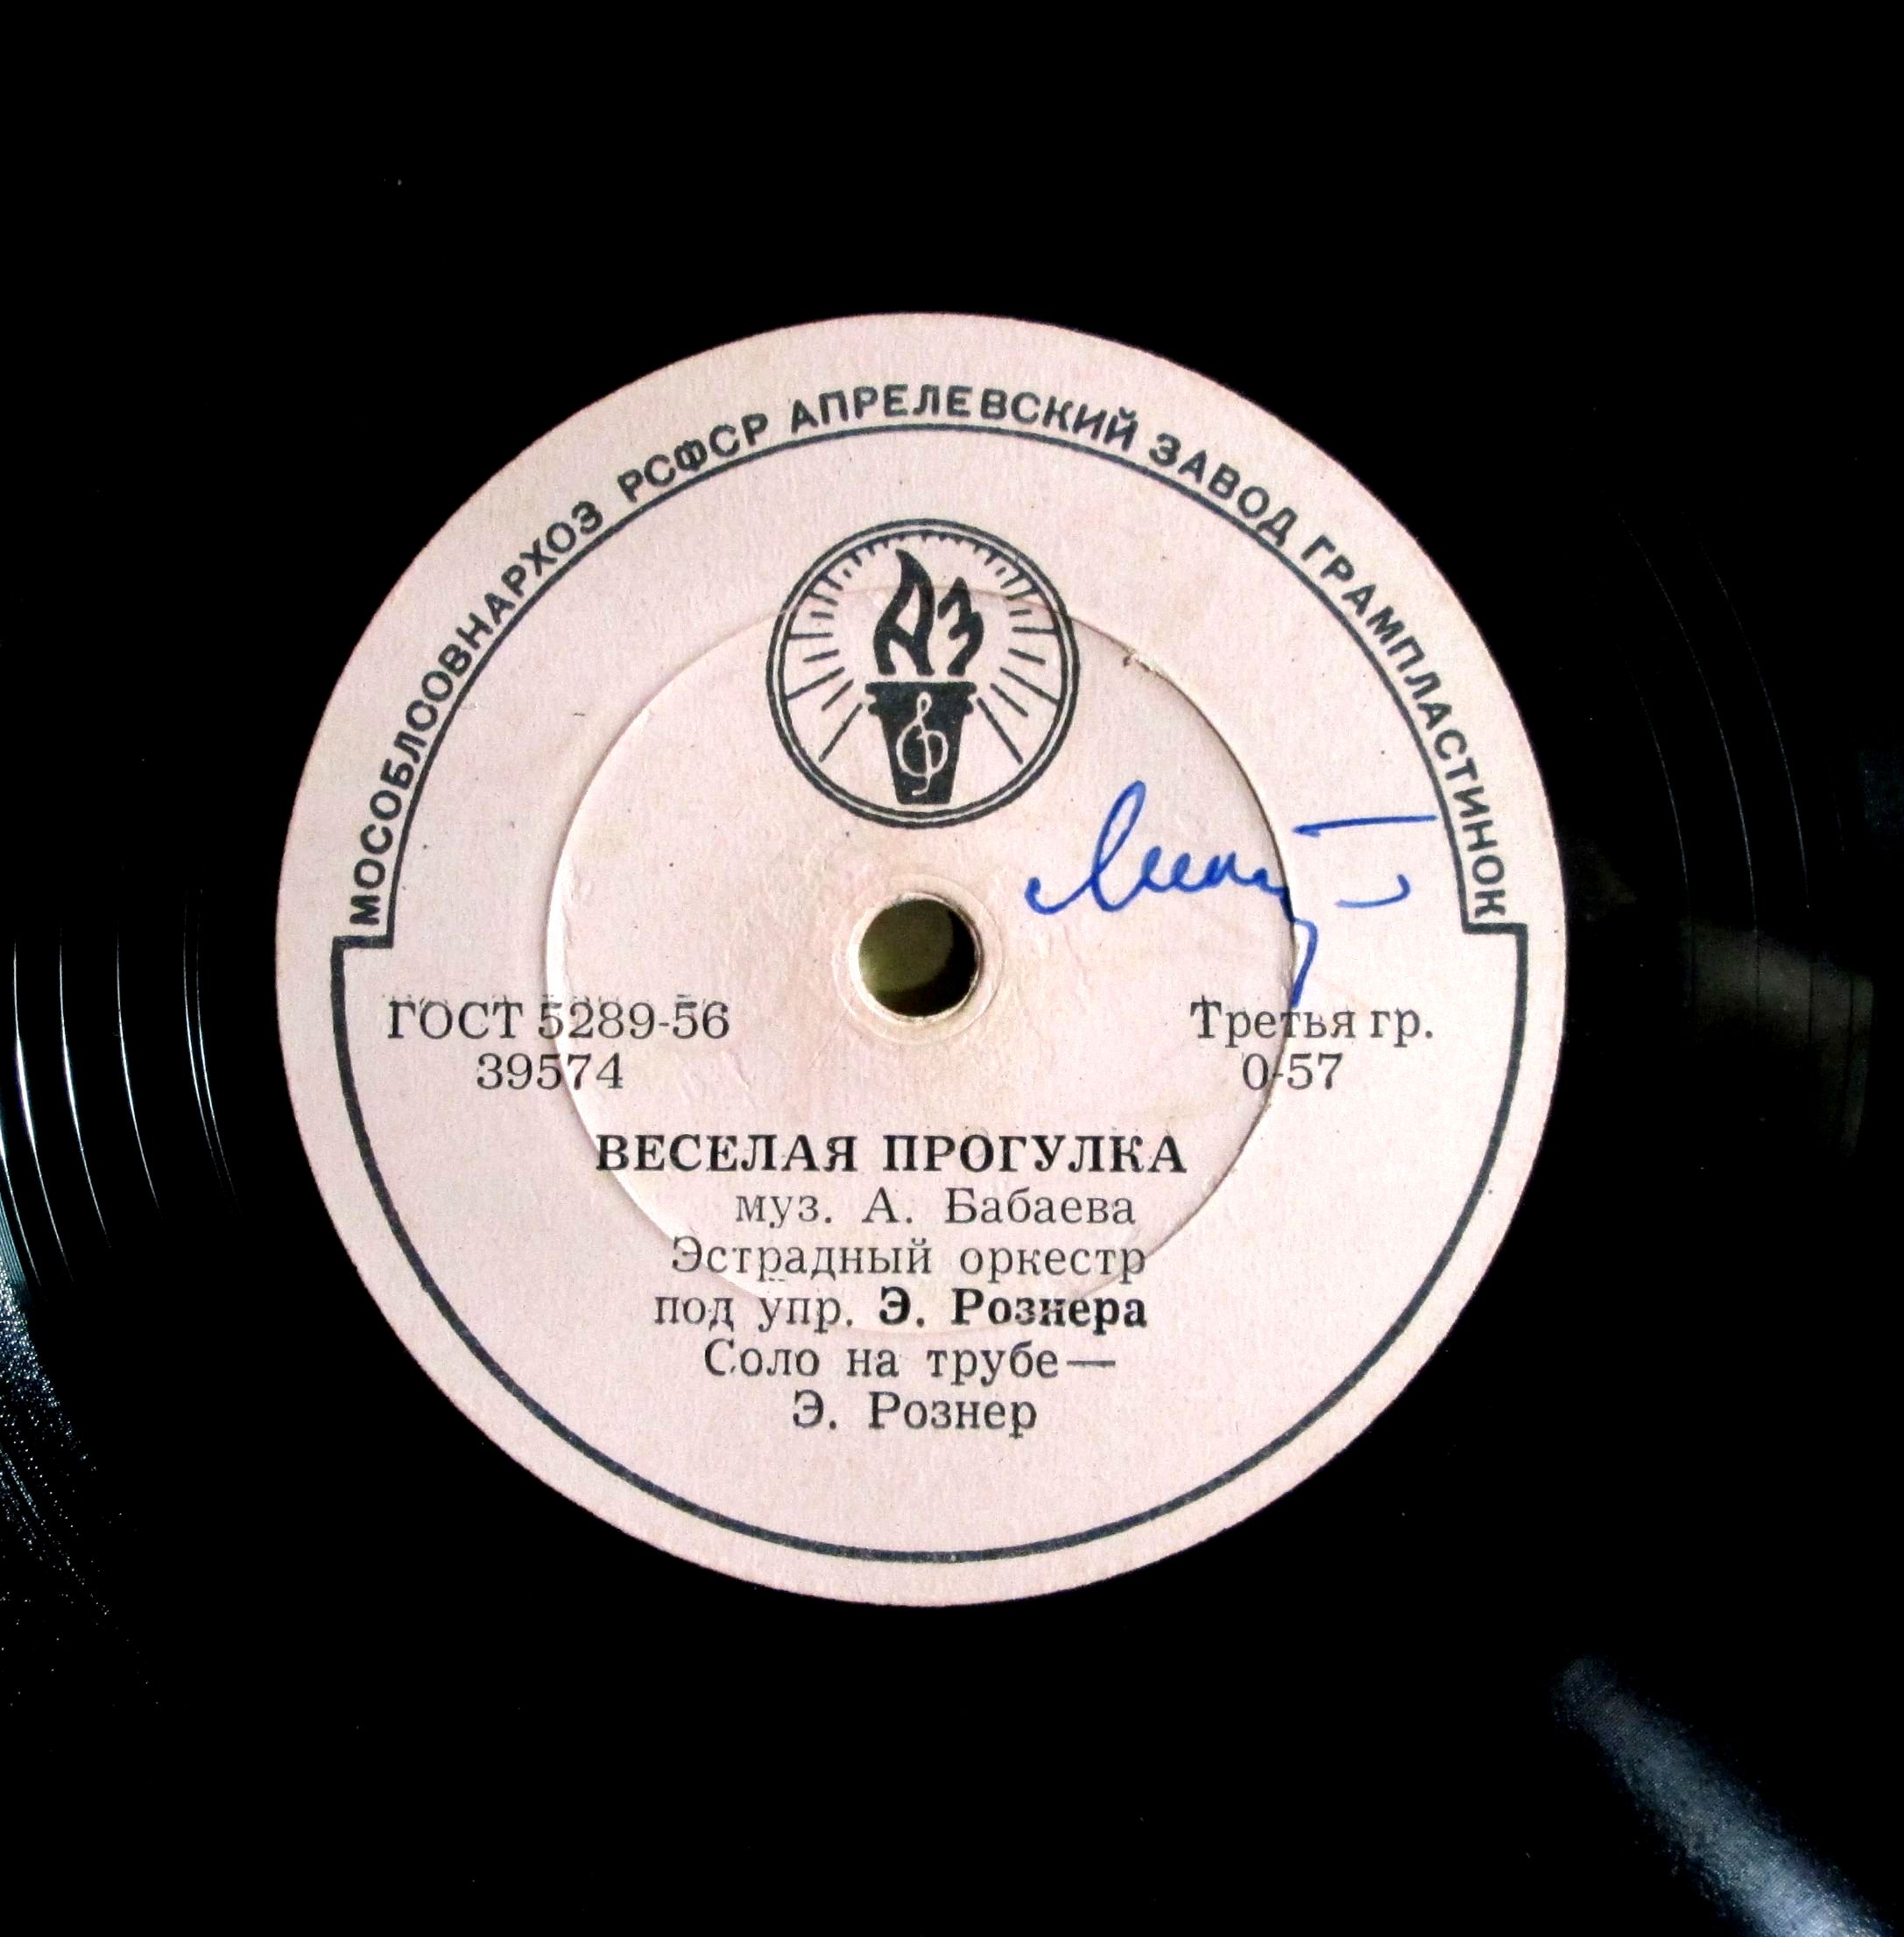 МОСОБЛСОВНАРХОЗ РСФСР АПРЕЛЕВСКИЙ ЗАВОД ГРАМПЛАСТИНОК
АЗ
ГОСТ 5289-56
39574
Третья гр.
0-57
ВЕСЕЛАЯ ПРОГУЛКА
муз. А. Бабаева
Эстрадный оркестр
под упр. Э. Рознера
Соло на трубе—
Э. Рознер